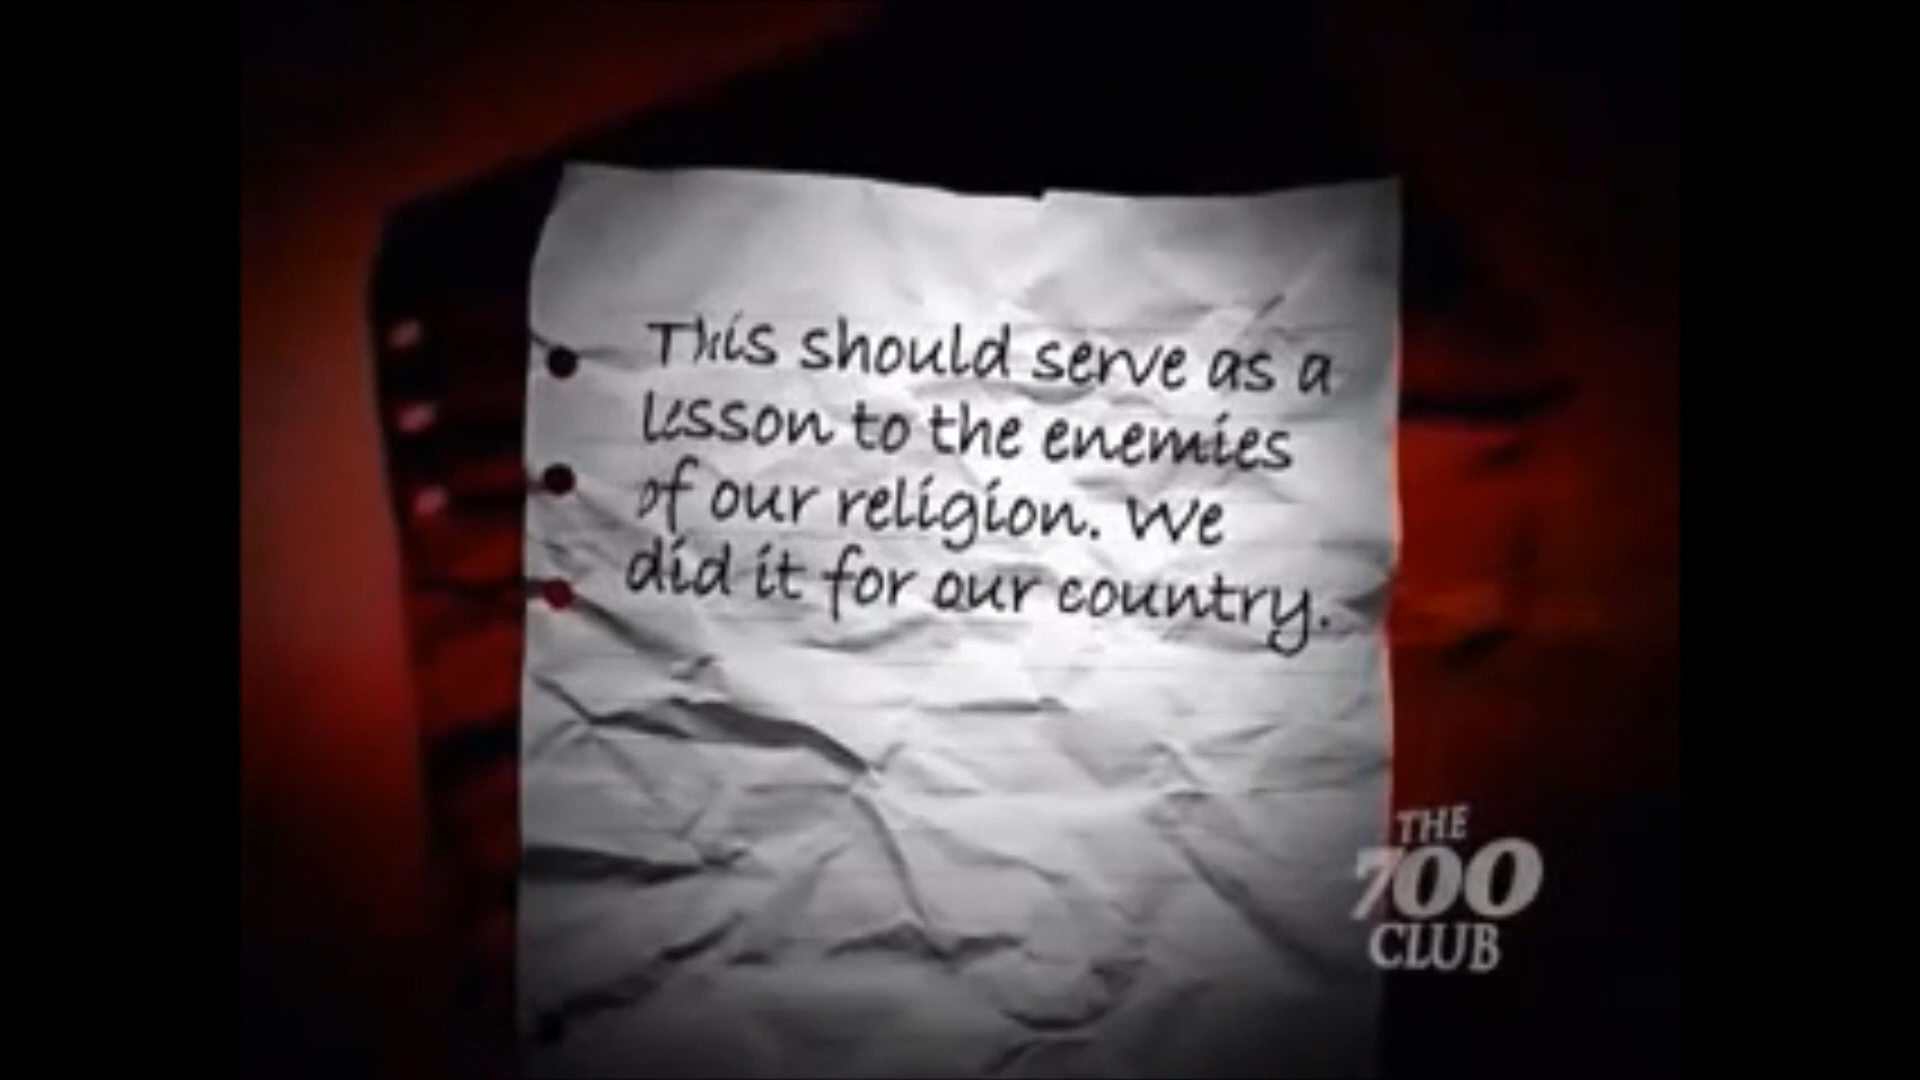 This should serve as a
lesson to the enemies
of our religion. We
did it for our country.
THE
700
CLUB